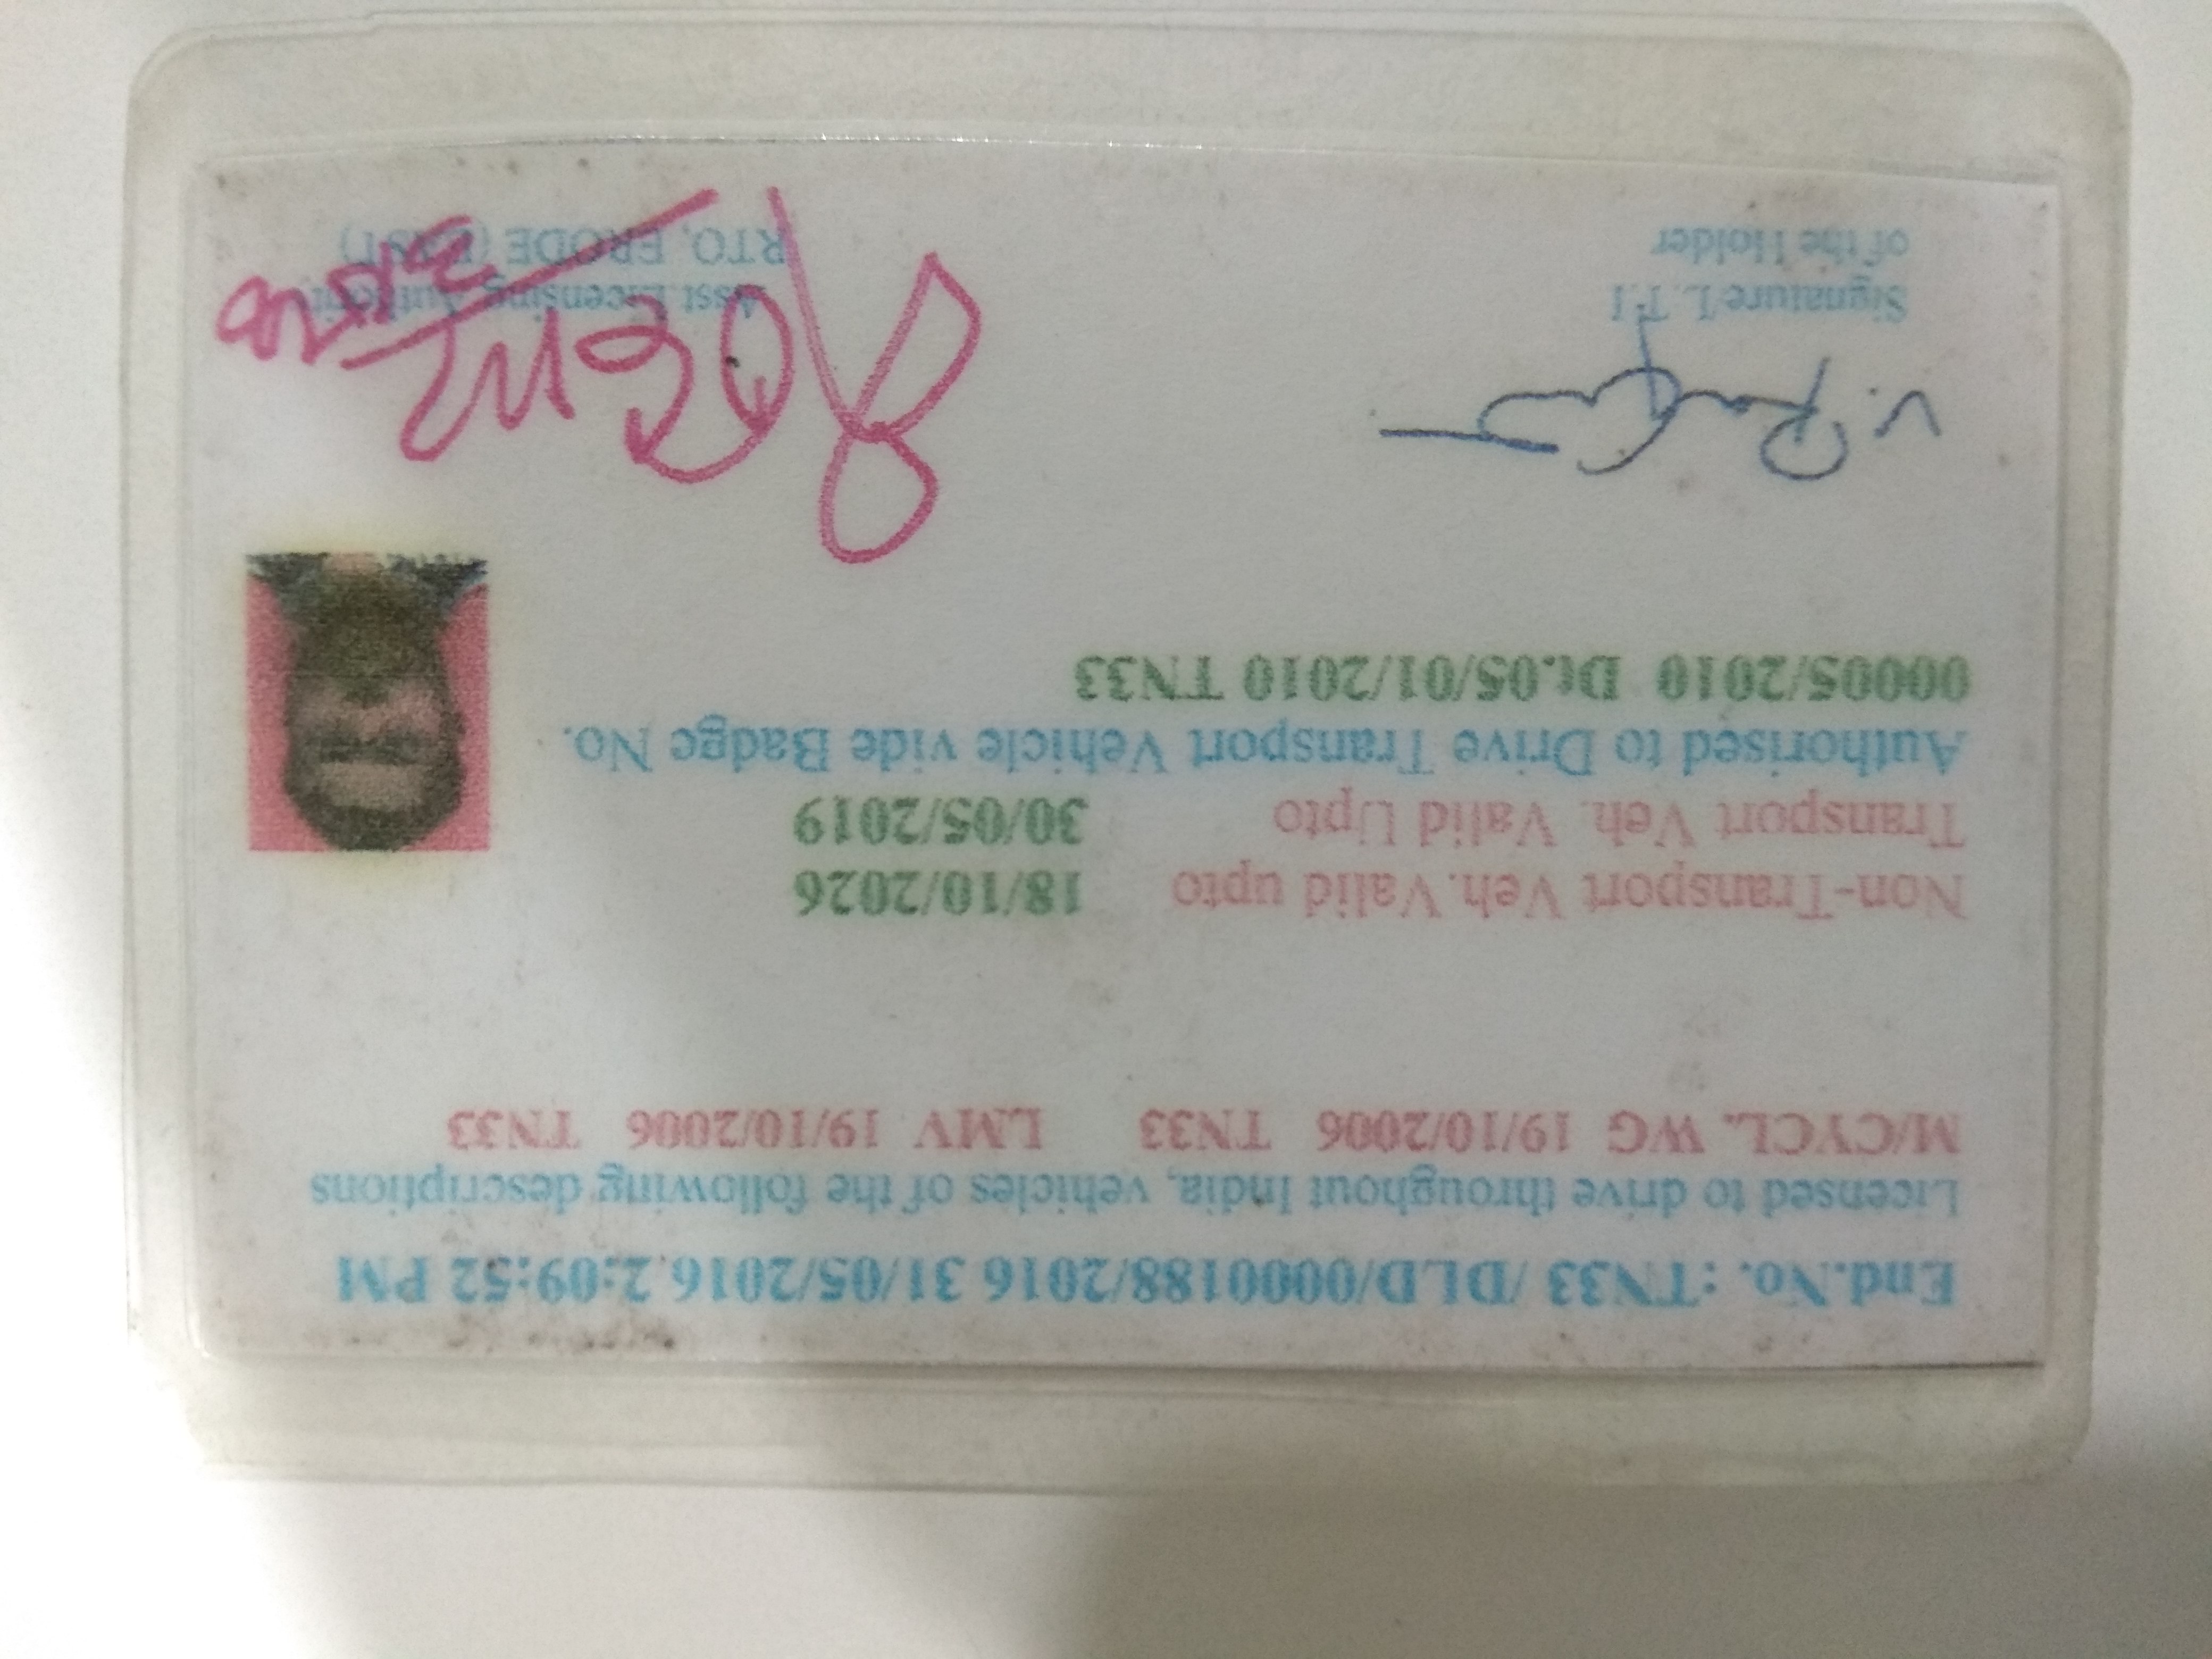 End.No. : TN33 /DLD/0000188/2016 31/05/2016 2:09:52 PM
Licensed to drive throughout India, vehicles of the following descriptions
M/CYCL. WG 19/10/2006 TN33 LMV 19/10/2006 TN33
Non-Transport Veh.Valid upto 18/10/2026
Transport Veh. Valid Upto 30/05/2019
Authorised to Drive Transport Vehicle vide Badge No.
00005/2010 Dt.05/01/2010 TN33
Signature/L.T.I
of the Holder
Asst Licensing Authority
RTO, ERODE (EAST)